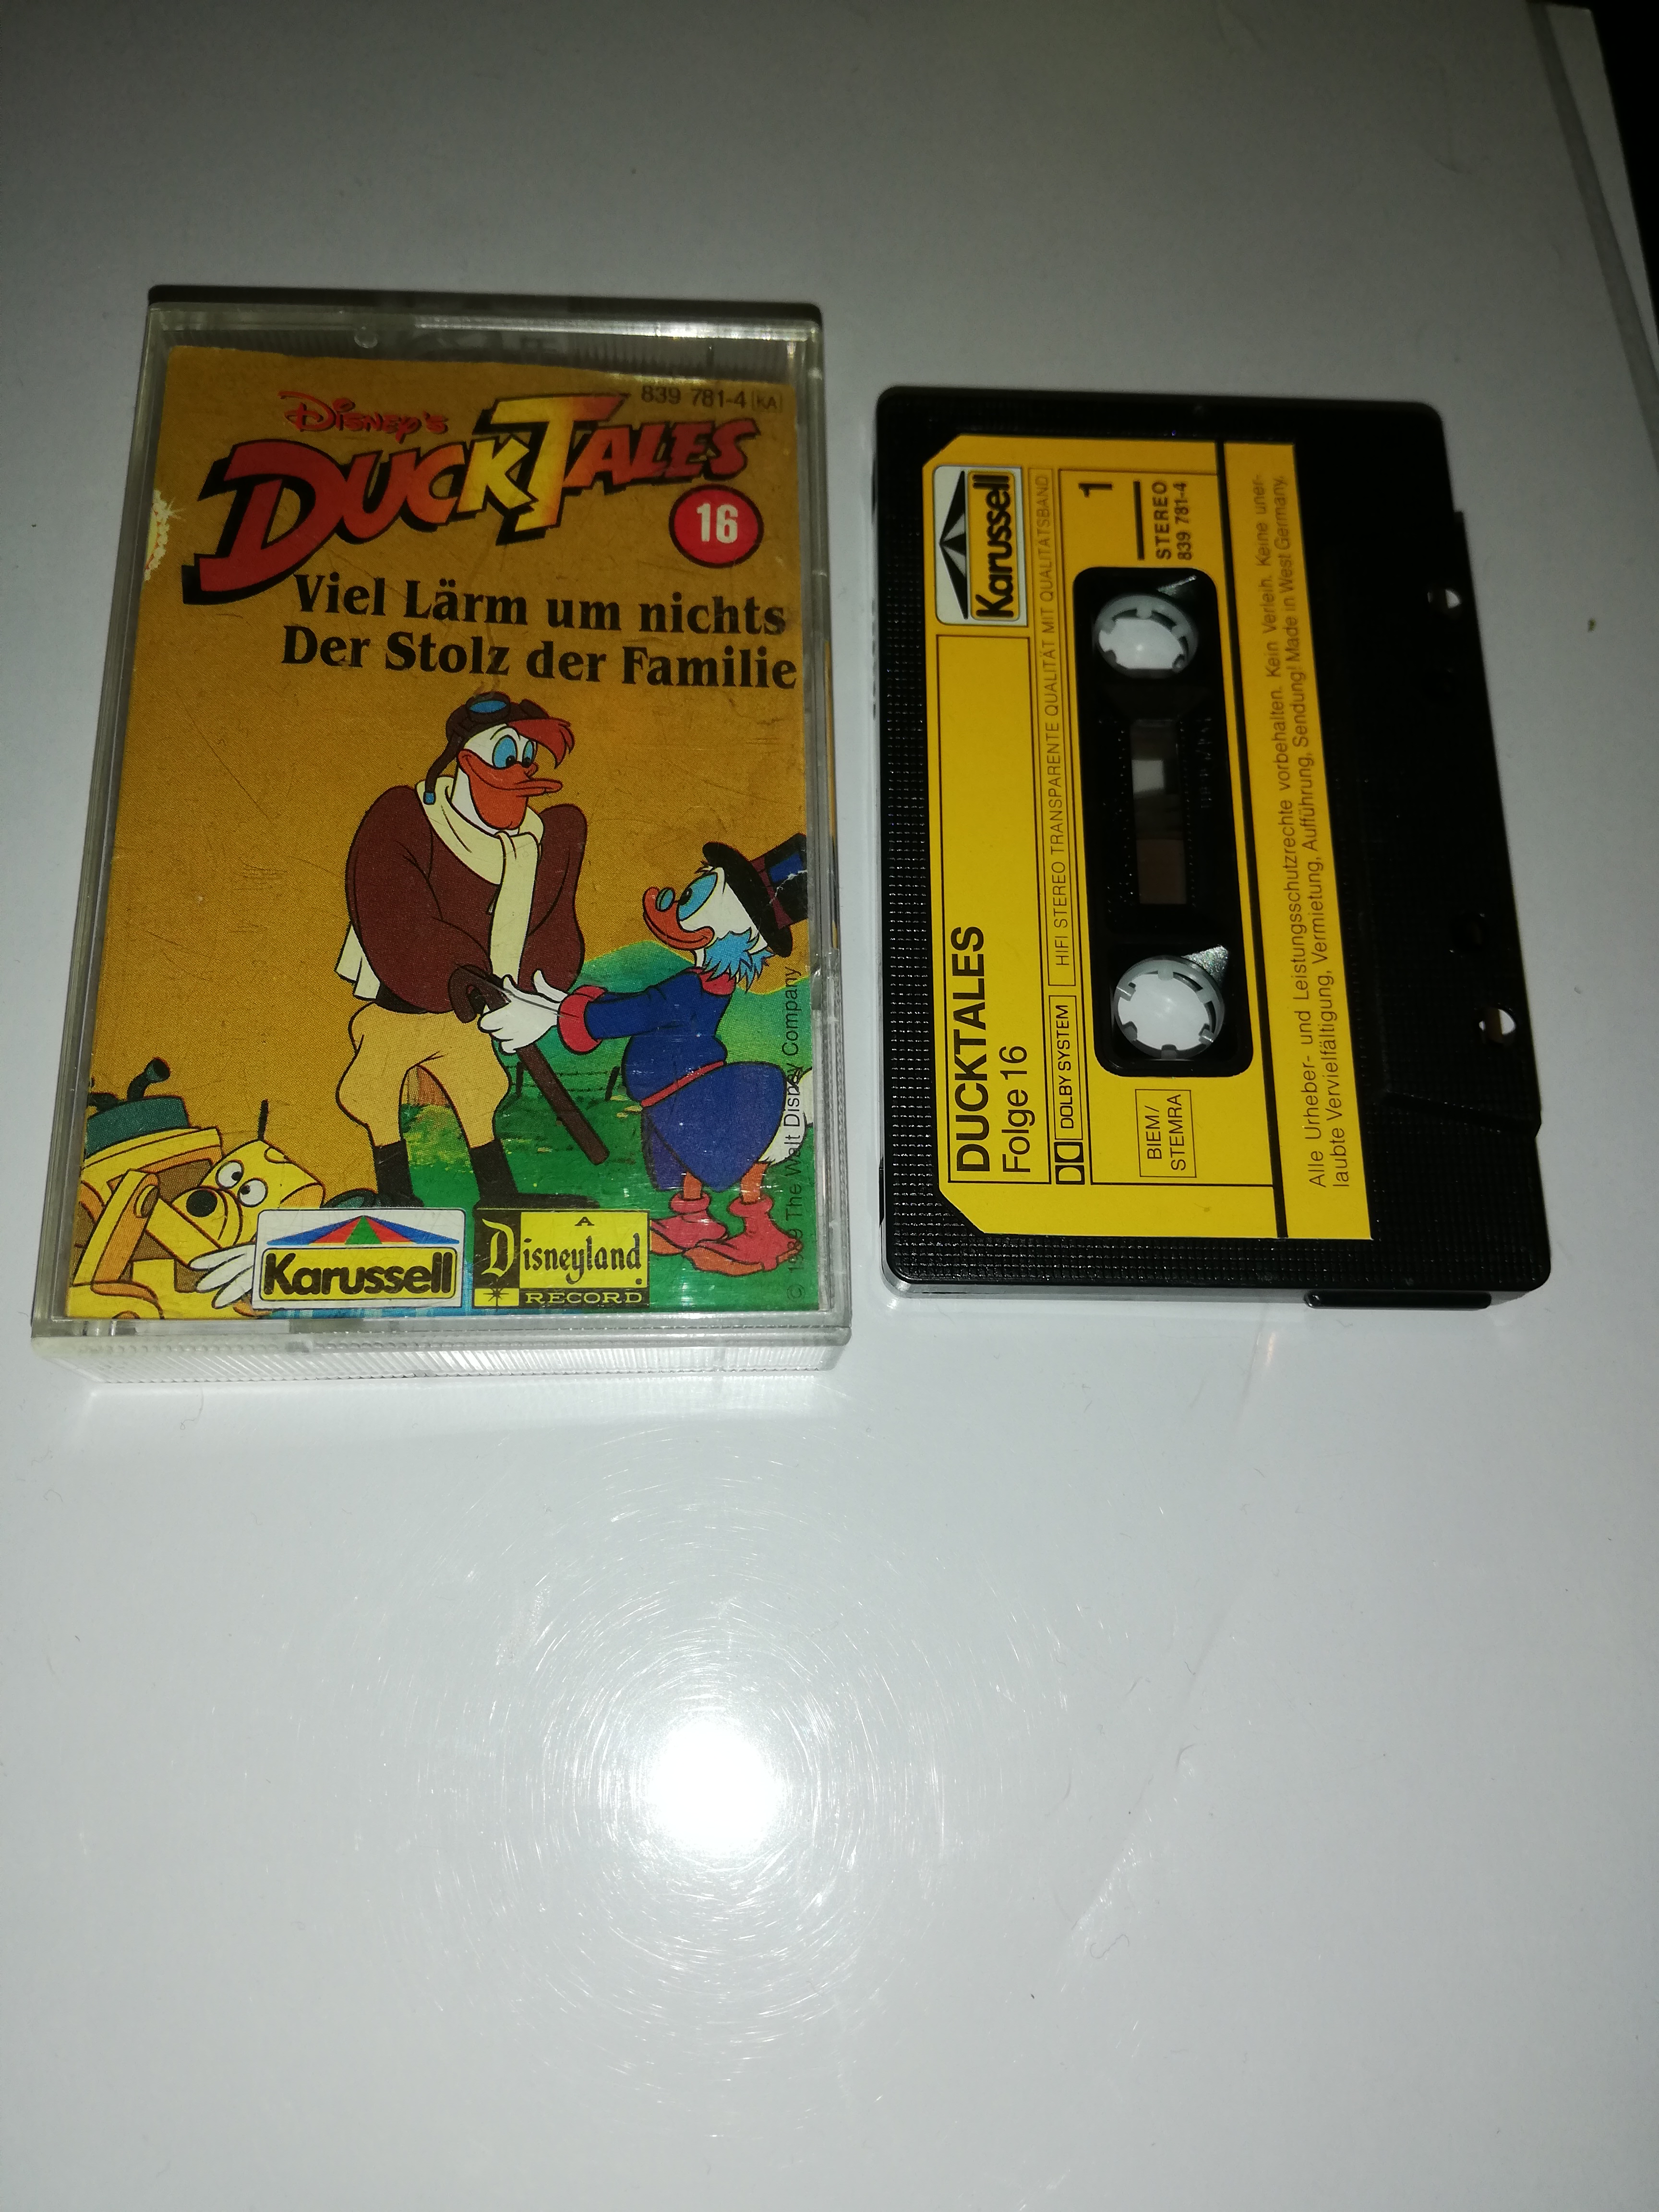 839 781-4 (KA)
DISNEY'S
DUCKTALES
16
Viel Lärm um nichts
Der Stolz der Familie
© 1989 The Walt Disney Company
Karussell
A
Disneyland
RECORD
Karussell
DUCKTALES
Folge 16
DOLBY SYSTEM
HIFI STEREO TRANSPARENTE QUALITÄT MIT QUALITÄTSBAND
1
STEREO
839 781-4
BIEM/
STEMRA
Alle Urheber- und Leistungsschutzrechte vorbehalten. Kein Verleih. Keine uner-
laubte Vervielfältigung, Vermietung, Aufführung, Sendung! Made in West Germany.